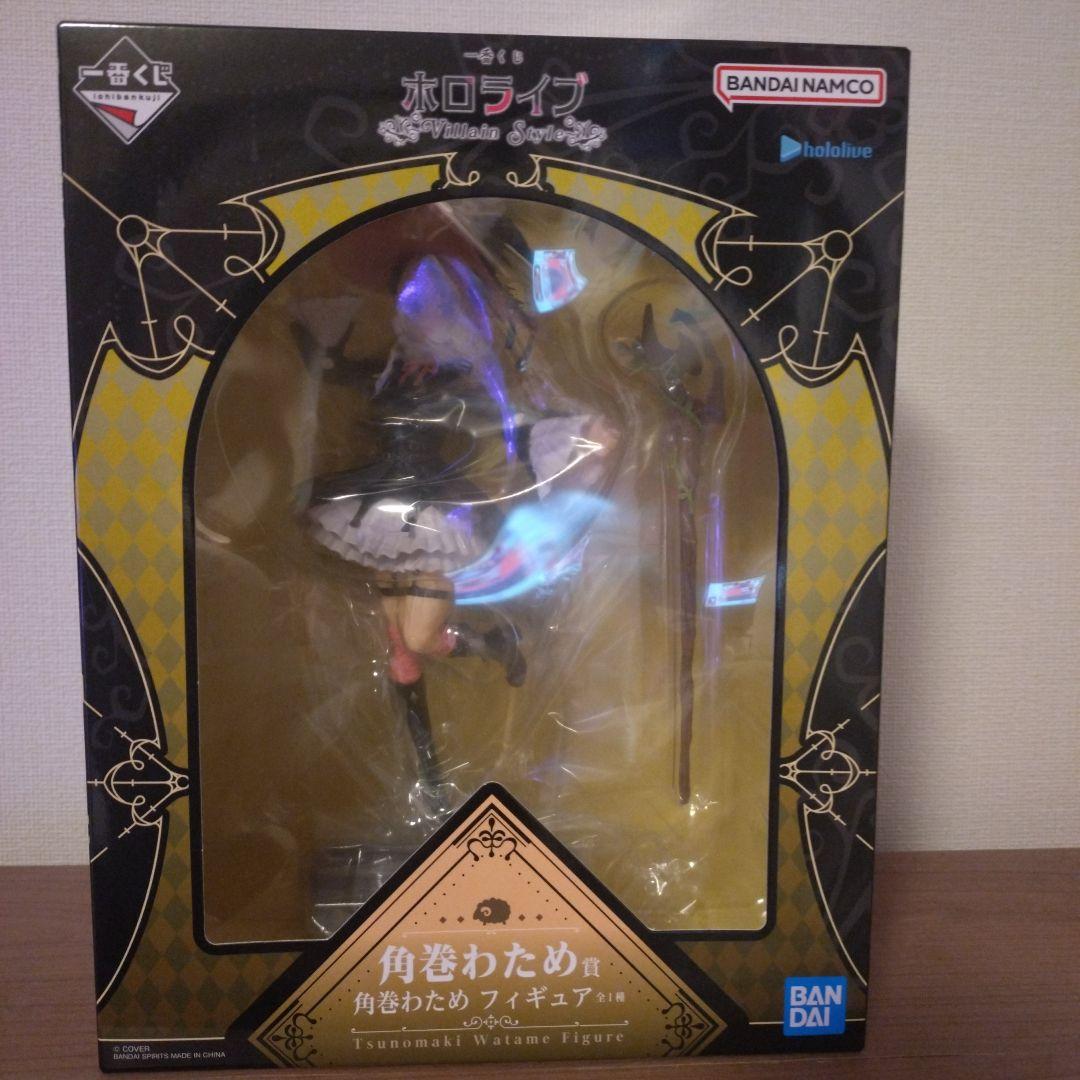 一番くじ
ichibankuji
一番くじ
ホロライブ
Villain Style
BANDAI NAMCO
hololive
角巻わため賞
角巻わため フィギュア 全1種
Tsunomaki Watame Figure
BAN
DAI
© COVER
BANDAI SPIRITS MADE IN CHINA